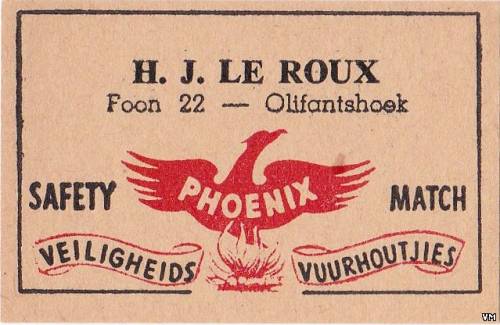 H. J. LE ROUX
Foon 22 — Olifantshoek
SAFETY PHOENIX MATCH
VEILIGHEIDS VUURHOUTJIES
VM